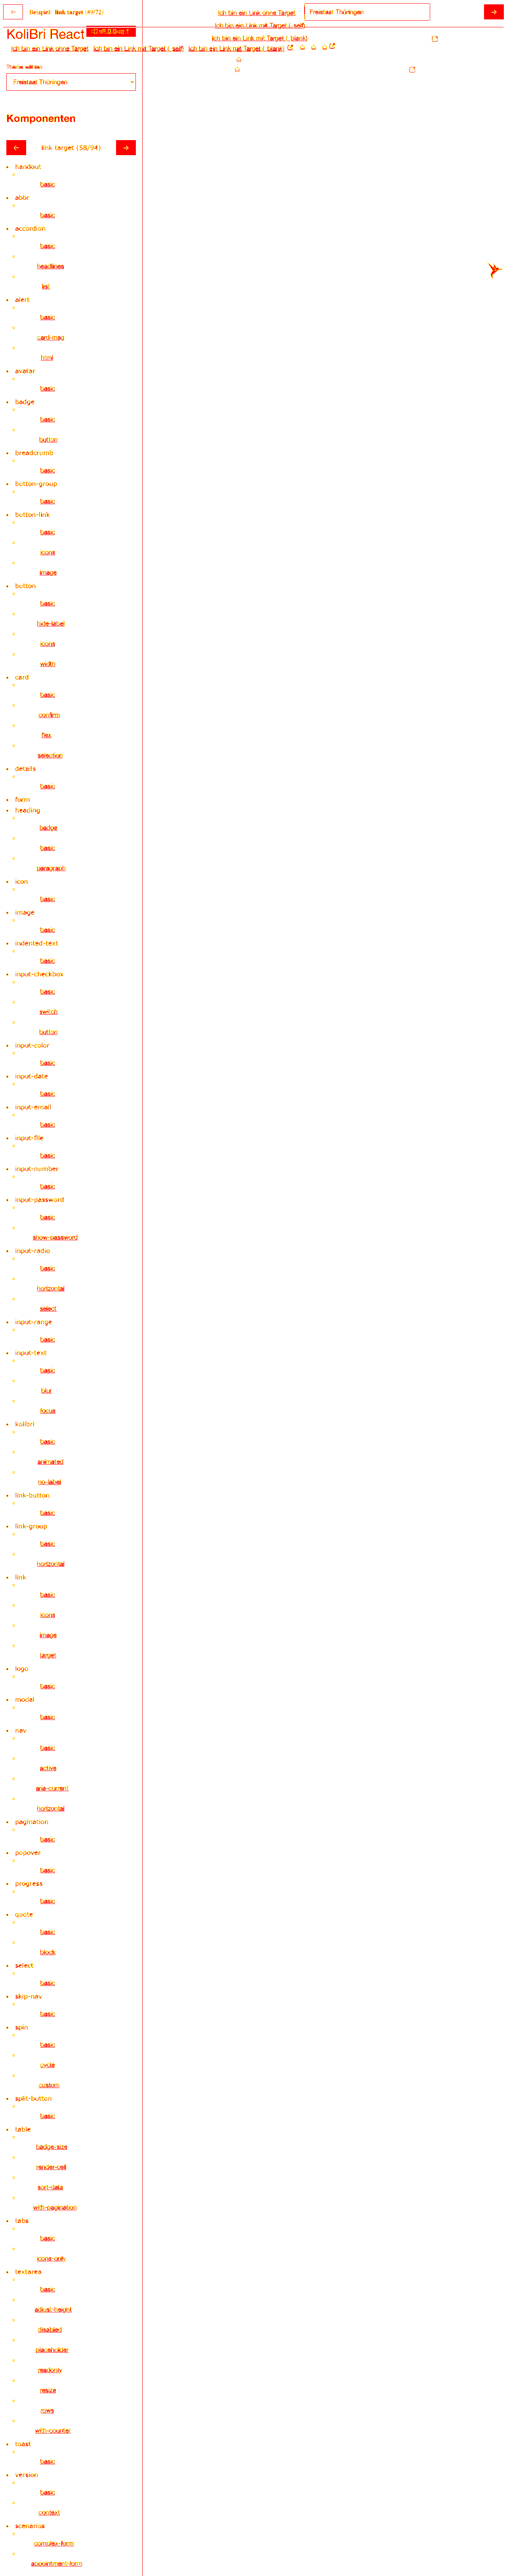 Beispiel link target
Ich bin ein Link ohne Target
Freistaat Thüringen
Ich bin ein Link mit Target (_self)
KoliBri React
Ich bin ein Link mit Target (_blank)
Ich bin ein Link ohne Target Ich bin ein Link mit Target (_self) Ich bin ein Link mit Target (_blank)
Theme wählen
Freistaat Thüringen
Komponenten
link target (58/94)
handout
basic
abbr
basic
accordion
basic
headlines
list
alert
basic
card-msg
html
avatar
basic
badge
basic
button
breadcrumb
basic
button-group
basic
button-link
basic
icons
image
button
basic
hide-label
icons
width
card
basic
confirm
flex
selection
details
basic
form
heading
badge
basic
paragraph
icon
basic
image
basic
indented-text
basic
input-checkbox
basic
switch
button
input-color
basic
input-date
basic
input-email
basic
input-file
basic
input-number
basic
input-password
basic
show-password
input-radio
basic
horizontal
select
input-range
basic
input-text
basic
blur
focus
kolibri
basic
animated
no-label
link-button
basic
link-group
basic
horizontal
link
basic
icons
image
target
logo
basic
modal
basic
nav
basic
active
aria-current
horizontal
pagination
basic
popover
basic
progress
basic
quote
basic
block
select
basic
skip-nav
basic
spin
basic
cycle
custom
split-button
basic
table
badge-size
render-cell
sort-data
with-pagination
tabs
basic
icons-only
textarea
basic
adjust-height
disabled
placeholder
readonly
resize
rows
with-counter
toast
basic
version
basic
context
scenarios
complex-form
appointment-form